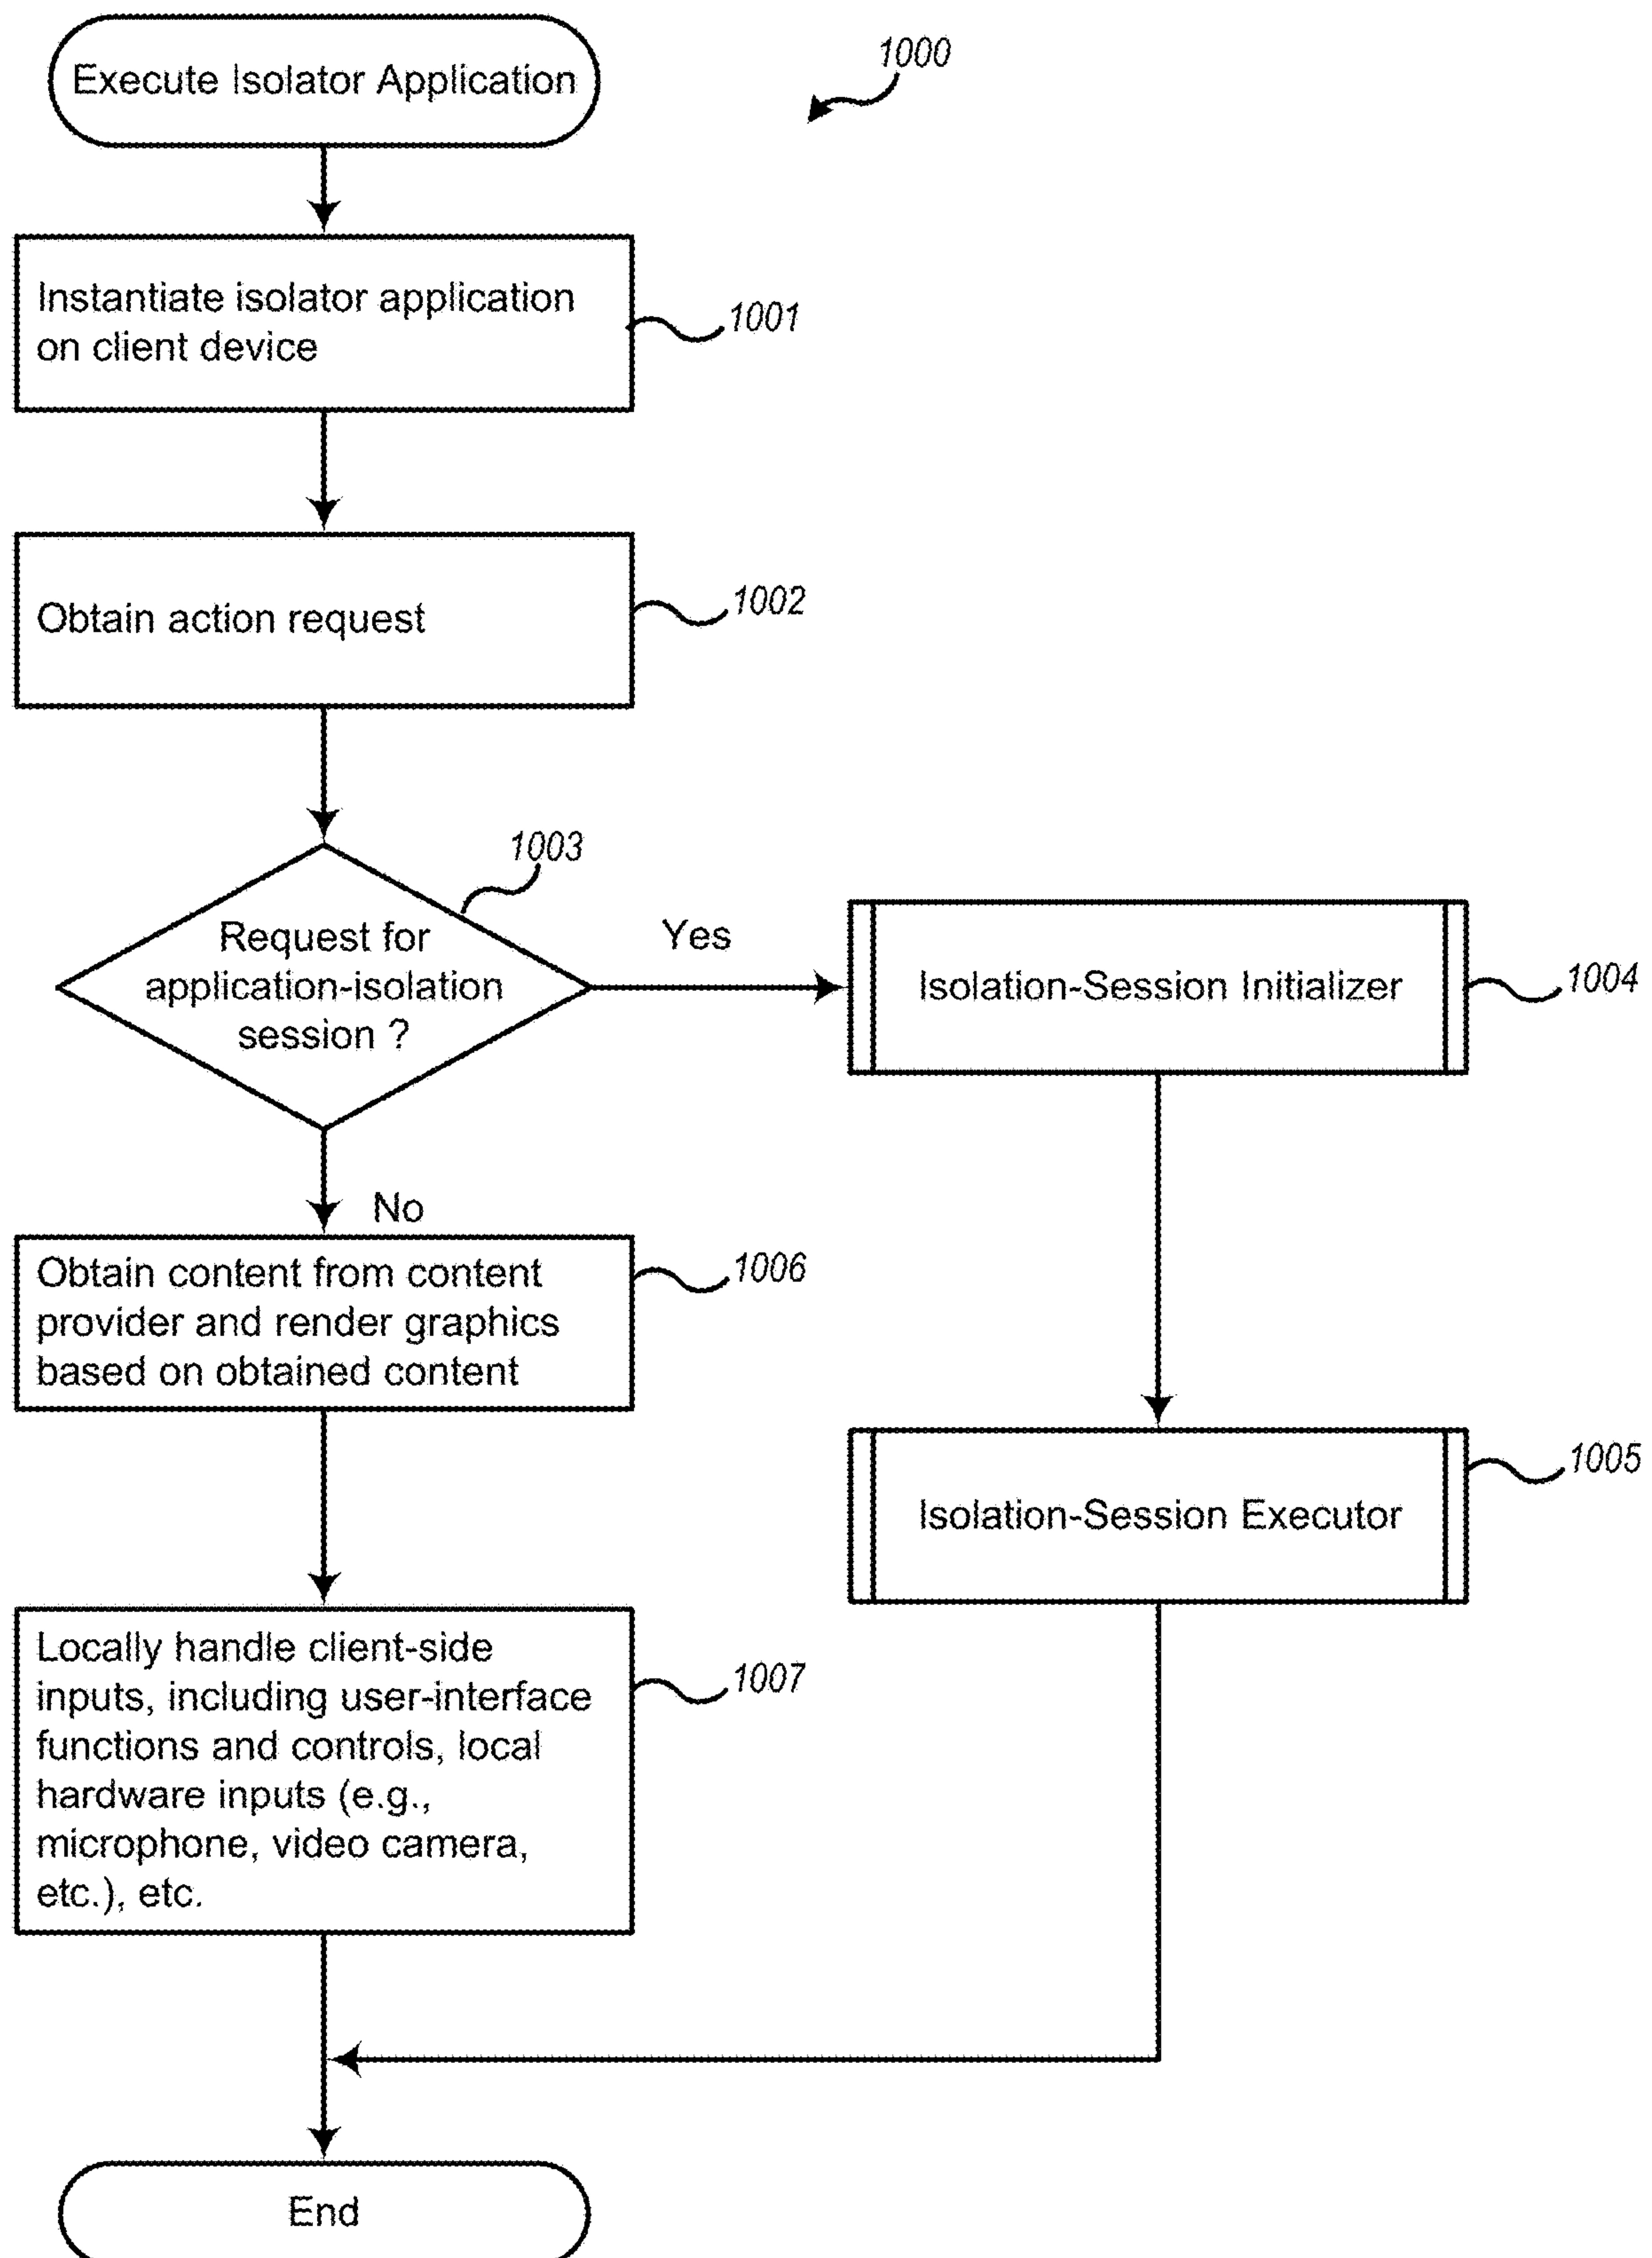 Execute Isolator Application
1000
Instantiate isolator application
on client device
1001
Obtain action request
1002
1003
Request for
application-isolation
session ?
Yes
Isolation-Session Initializer
1004
No
Obtain content from content
provider and render graphics
based on obtained content
1006
Isolation-Session Executor
1005
Locally handle client-side
inputs, including user-interface
functions and controls, local
hardware inputs (e.g.,
microphone, video camera,
etc.), etc.
1007
End